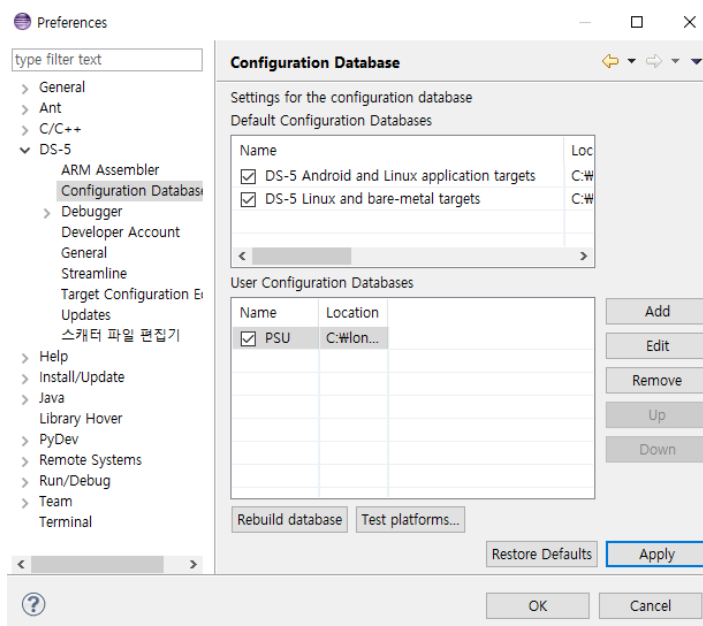 Preferences
type filter text
General
Ant
C/C++
DS-5
ARM Assembler
Configuration Databas
Debugger
Developer Account
General
Streamline
Target Configuration E
Updates
스캐터 파일 편집기
Help
Install/Update
Java
Library Hover
PyDev
Remote Systems
Run/Debug
Team
Terminal
Configuration Database
Settings for the configuration database
Default Configuration Databases
Name Loc
DS-5 Android and Linux application targets C:₩
DS-5 Linux and bare-metal targets C:₩
User Configuration Databases
Name Location
PSU C:₩lon...
Add
Edit
Remove
Up
Down
Rebuild database Test platforms...
Restore Defaults Apply
OK Cancel